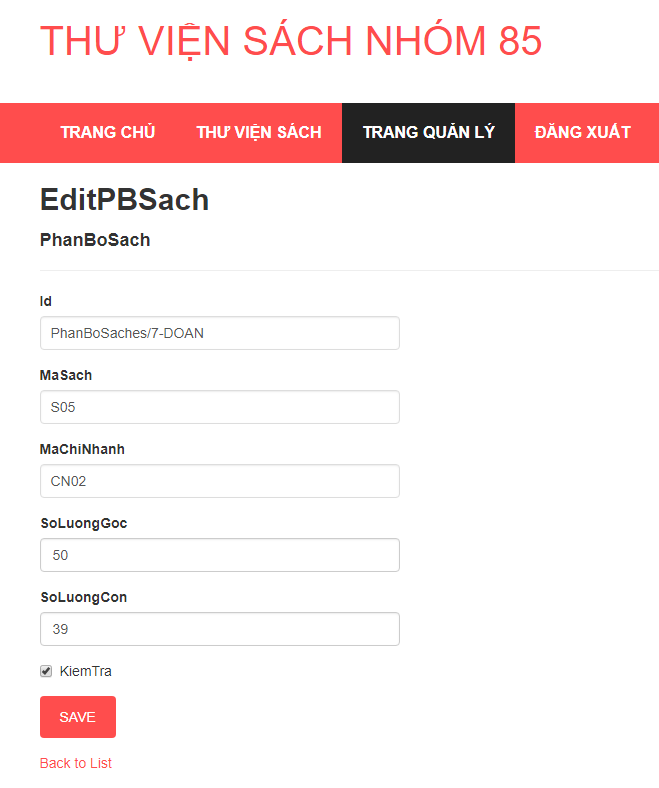 THƯ VIỆN SÁCH NHÓM 85
TRANG CHỦ THƯ VIỆN SÁCH TRANG QUẢN LÝ ĐĂNG XUẤT
EditPBSach
PhanBoSach
Id
PhanBoSaches/7-DOAN
MaSach
S05
MaChiNhanh
CN02
SoLuongGoc
50
SoLuongCon
39
KiemTra
SAVE
Back to List